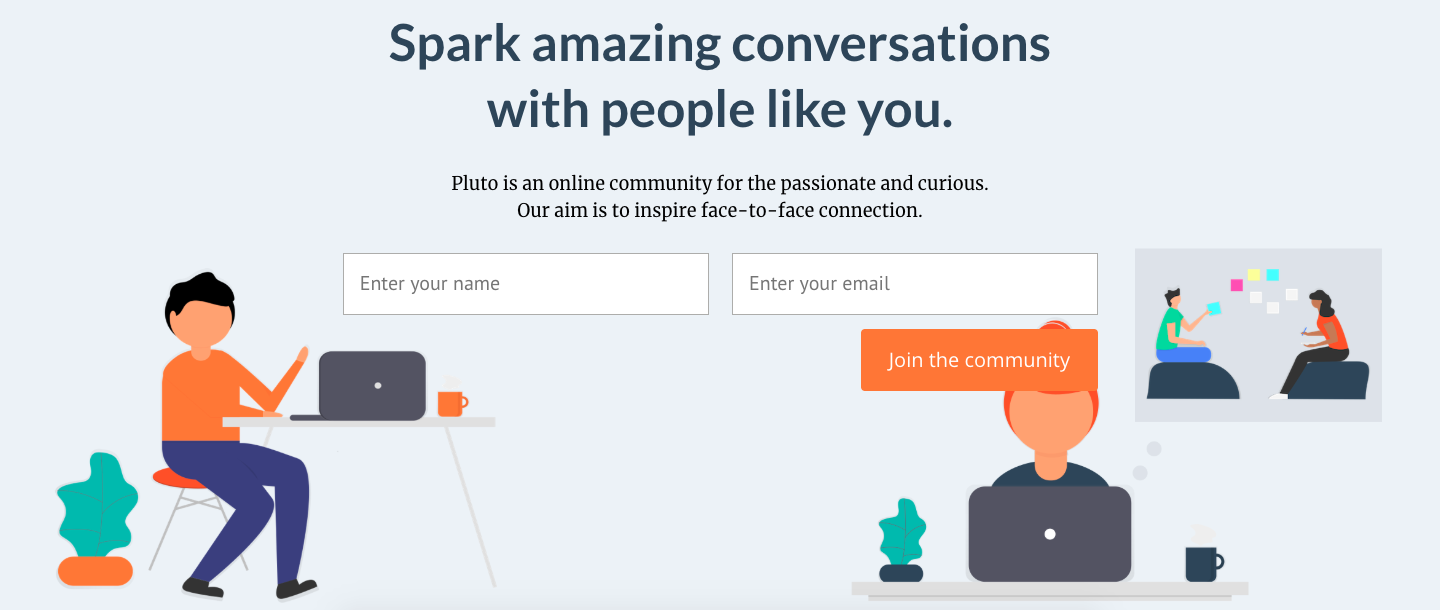 Spark amazing conversations
with people like you.
Pluto is an online community for the passionate and curious.
Our aim is to inspire face-to-face connection.
Enter your name
Enter your email
Join the community